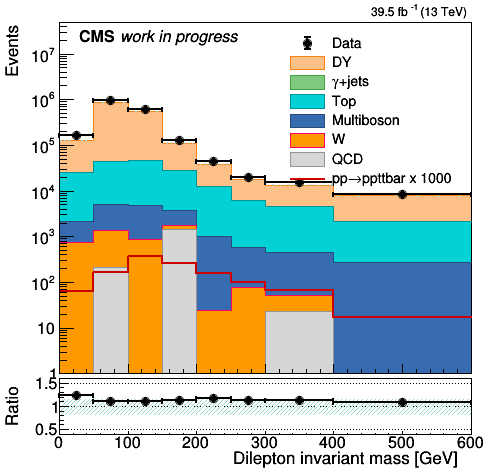 39.5 fb⁻¹ (13 TeV)
CMS work in progress
Events
Data
DY
γ+jets
Top
Multiboson
W
QCD
pp→ppttbar x 1000
10⁷
10⁶
10⁵
10⁴
10³
10²
10
1
Ratio
1.5
1
0.5
0 100 200 300 400 500 600
Dilepton invariant mass [GeV]